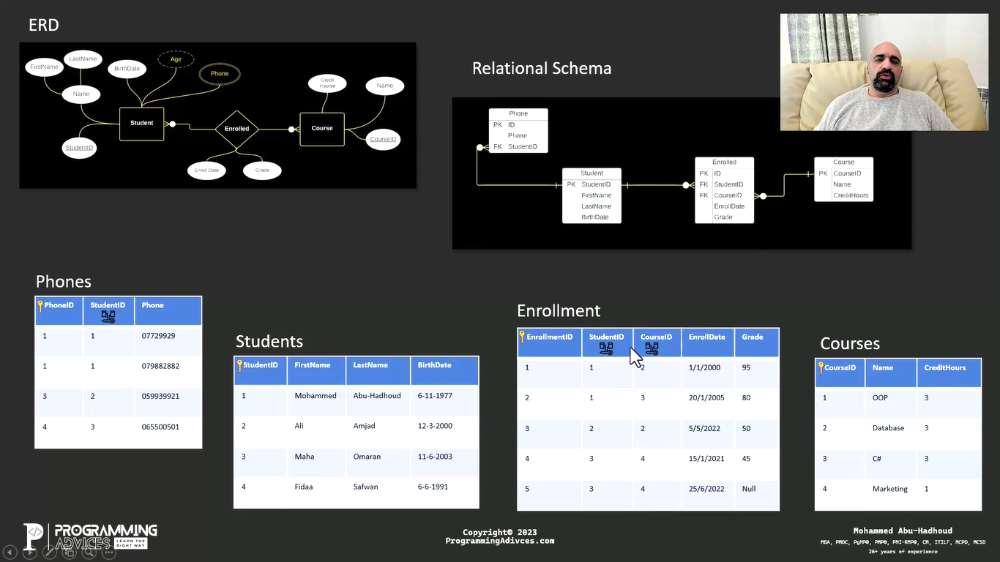 ERD
FirstName
LastName
BirthDate
Age
Phone
Name
StudentID
Student
Enrolled
Enroll Date
Grade
Credit
Hourse
Name
Course
CourseID
Relational Schema
Phone
PK ID
Phone
FK StudentID
Student
PK StudentID
FirstName
LastName
BirthDate
Enrolled
PK ID
FK StudentID
FK CourseID
EnrollDate
Grade
Course
PK CourseID
Name
CreditHours
Phones
PhoneID StudentID Phone
1 1 07729929
1 1 079882882
3 2 059939921
4 3 065500501
Students
StudentID FirstName LastName BirthDate
1 Mohammed Abu-Hadhoud 6-11-1977
2 Ali Amjad 12-3-2000
3 Maha Omaran 11-6-2003
4 Fidaa Safwan 6-6-1991
Enrollment
EnrollmentID StudentID CourseID EnrollDate Grade
1 1 2 1/1/2000 95
2 1 3 20/1/2005 80
3 2 2 5/5/2022 50
4 3 4 15/1/2021 45
5 3 4 25/6/2022 Null
Courses
CourseID Name CreditHours
1 OOP 3
2 Database 3
3 C# 3
4 Marketing 1
PROGRAMMING
ADVICES LEARN THE
RIGHT WAY
Copyright© 2023
ProgrammingAdivces.com
Mohammed Abu-Hadhoud
MBA, PMOC, PgMP®, PMP®, PMI-RMP®, CM, ITILF, MCPD, MCSD
26+ years of experience